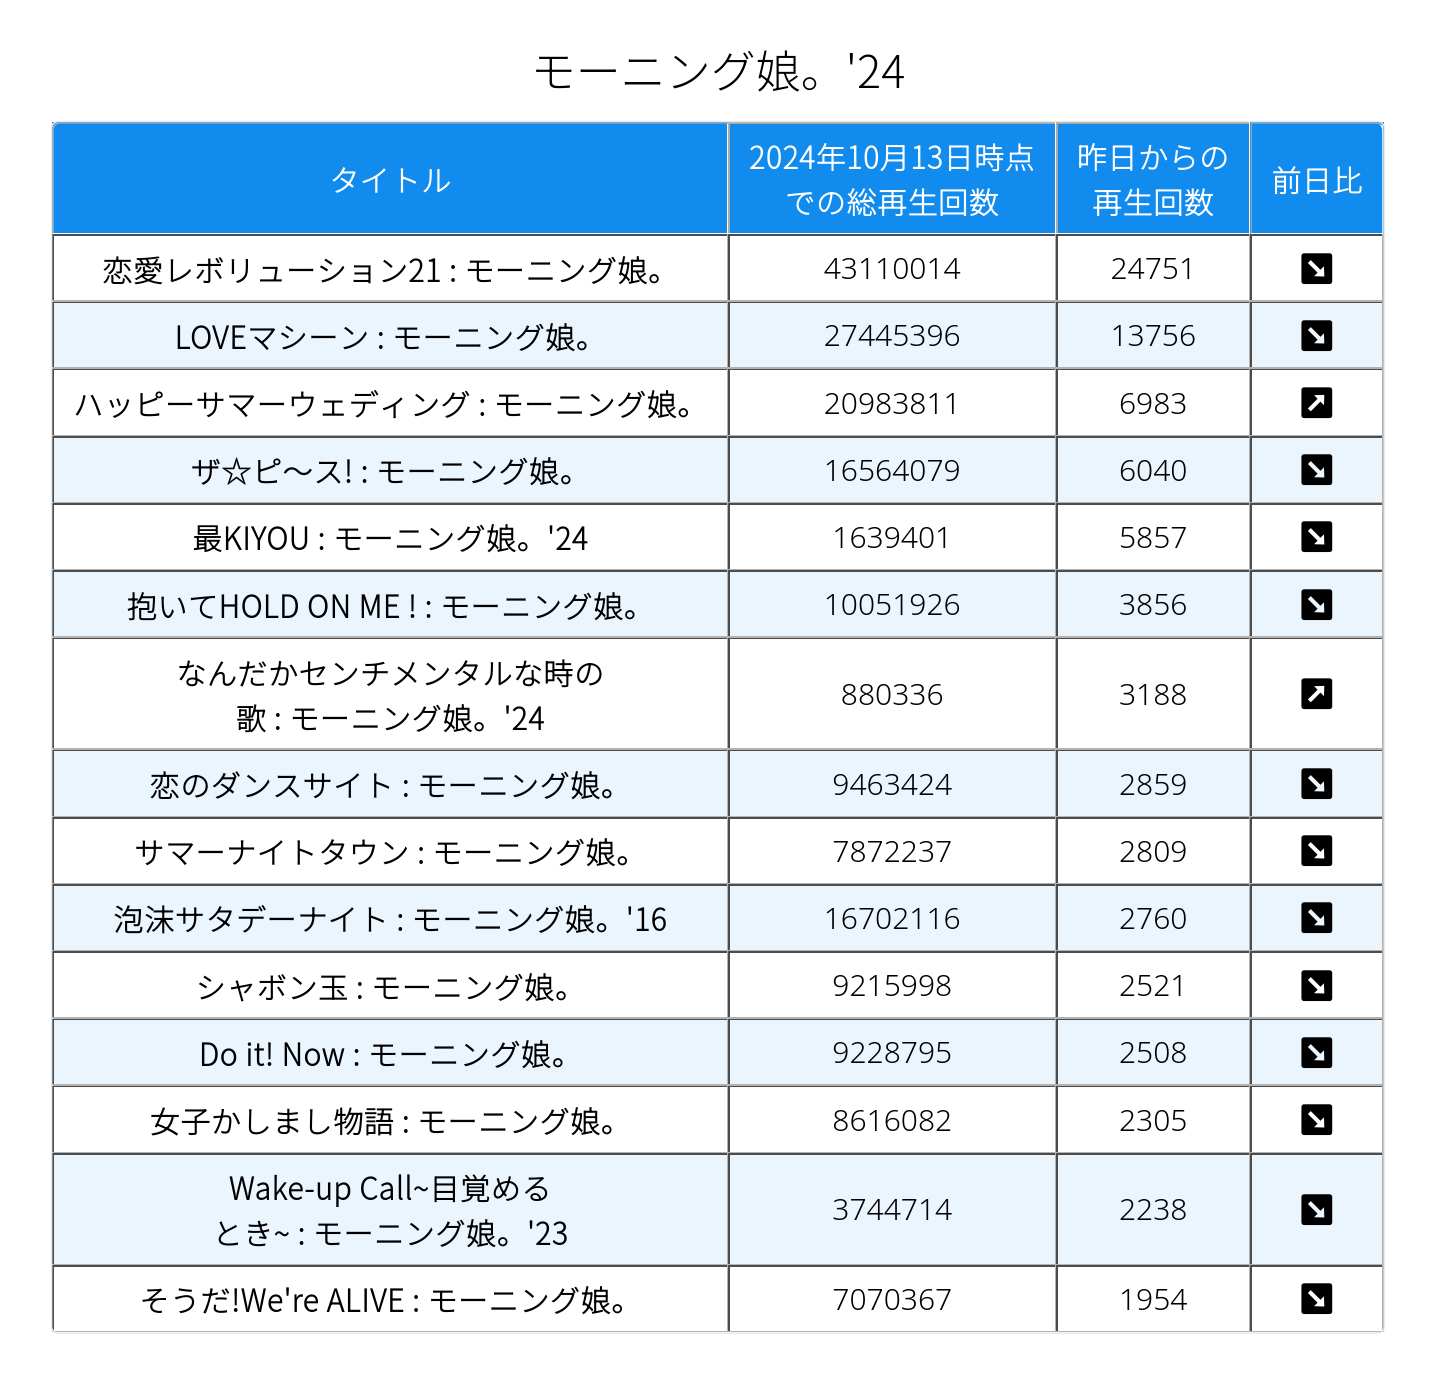 モーニング娘。'24
タイトル
2024年10月13日時点
での総再生回数
昨日からの
再生回数
前日比
恋愛レボリューション21 : モーニング娘。
43110014
24751
LOVEマシーン : モーニング娘。
27445396
13756
ハッピーサマーウェディング : モーニング娘。
20983811
6983
ザ☆ピ〜ス! : モーニング娘。
16564079
6040
最KIYOU : モーニング娘。'24
1639401
5857
抱いてHOLD ON ME ! : モーニング娘。
10051926
3856
なんだかセンチメンタルな時の
歌 : モーニング娘。'24
880336
3188
恋のダンスサイト : モーニング娘。
9463424
2859
サマーナイトタウン : モーニング娘。
7872237
2809
泡沫サタデーナイト : モーニング娘。'16
16702116
2760
シャボン玉 : モーニング娘。
9215998
2521
Do it! Now : モーニング娘。
9228795
2508
女子かしまし物語 : モーニング娘。
8616082
2305
Wake-up Call~目覚める
とき~ : モーニング娘。'23
3744714
2238
そうだ!We're ALIVE : モーニング娘。
7070367
1954